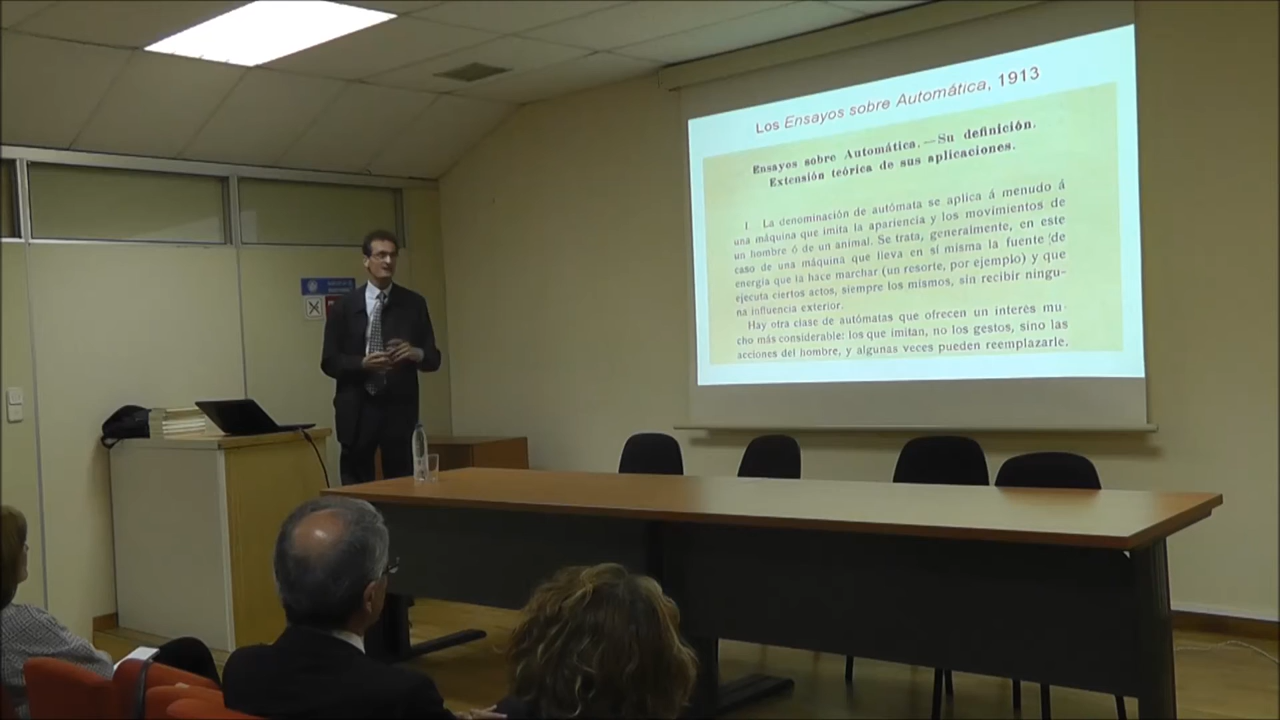 Los Ensayos sobre Automática, 1913
Ensayos sobre Automática.—Su definición.
Extensión teórica de sus aplicaciones.
I. La denominación de autómata se aplica á menudo á
una máquina que imita la apariencia y los movimientos de
un hombre ó de un animal. Se trata, generalmente, en este
caso de una máquina que lleva en sí misma la fuente de
energía que la hace marchar (un resorte, por ejemplo) y que
ejecuta ciertos actos, siempre los mismos, sin recibir ningu-
na influencia exterior.
Hay otra clase de autómatas que ofrecen un interés mu-
cho más considerable: los que imitan, no los gestos, sino las
acciones del hombre, y algunas veces pueden reemplazarle.